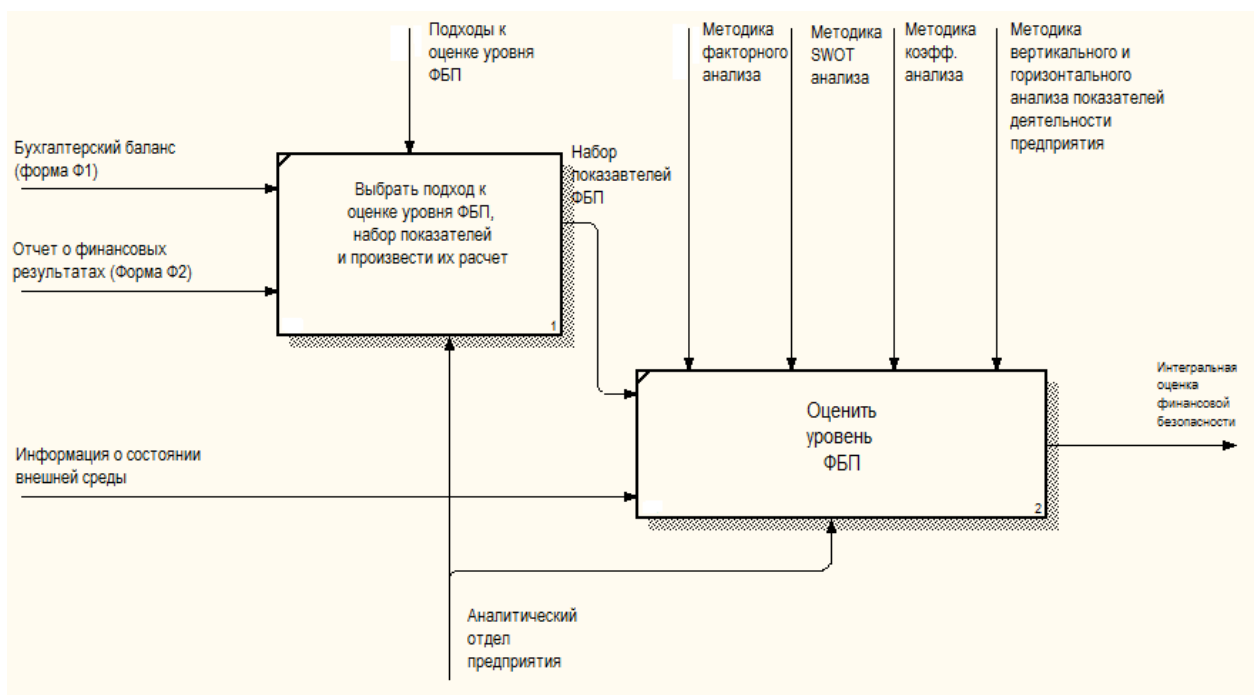 Подходы к
оценке уровня
ФБП
Методика
факторного
анализа
Методика
SWOT
анализа
Методика
коэфф.
анализа
Методика
вертикального и
горизонтального
анализа показателей
деятельности
предприятия
Бухгалтерский баланс
(форма Ф1)
Отчет о финансовых
результатах (Форма Ф2)
Выбрать подход к
оценке уровня ФБП,
набор показателей
и произвести их расчет
1
Набор
показавтелей
ФБП
Информация о состоянии
внешней среды
Оценить
уровень
ФБП
2
Интегральная
оценка
финансовой
безопасности
Аналитический
отдел
предприятия